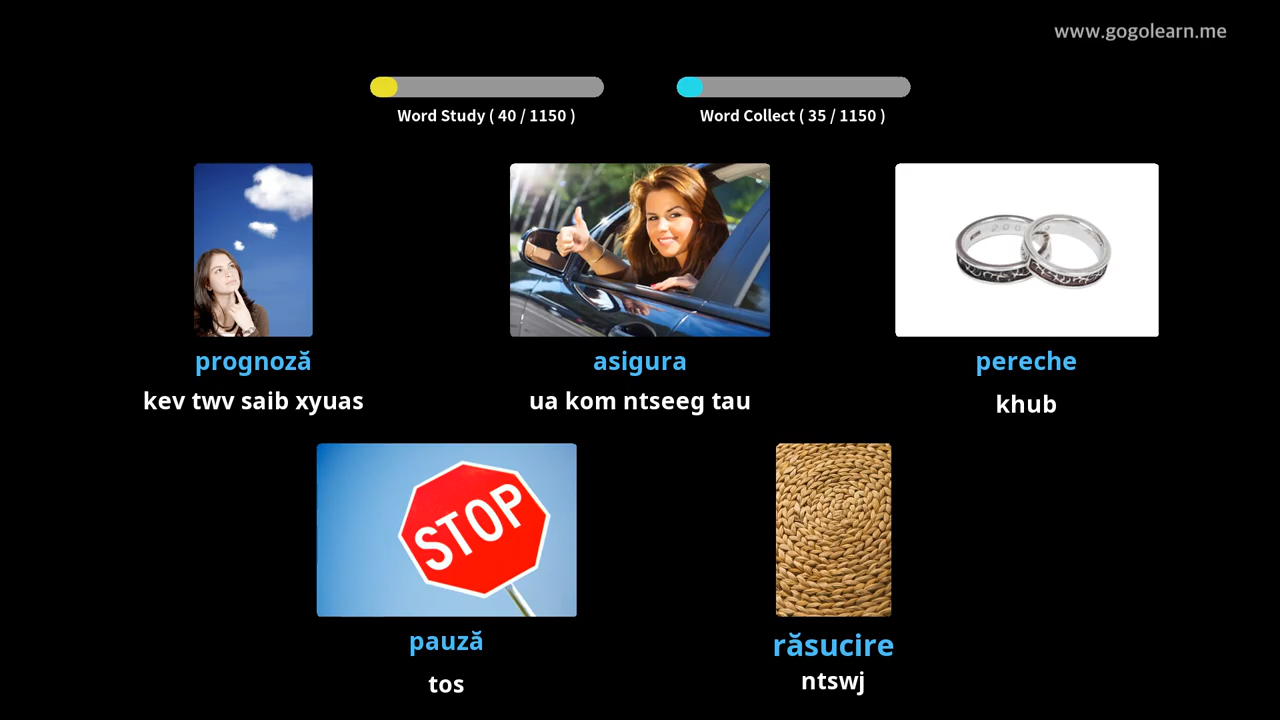 www.gogolearn.me
Word Study ( 40 / 1150 )
Word Collect ( 35 / 1150 )
prognoză
kev twv saib xyuas
asigura
ua kom ntseeg tau
pereche
khub
STOP
pauză
tos
răsucire
ntswj